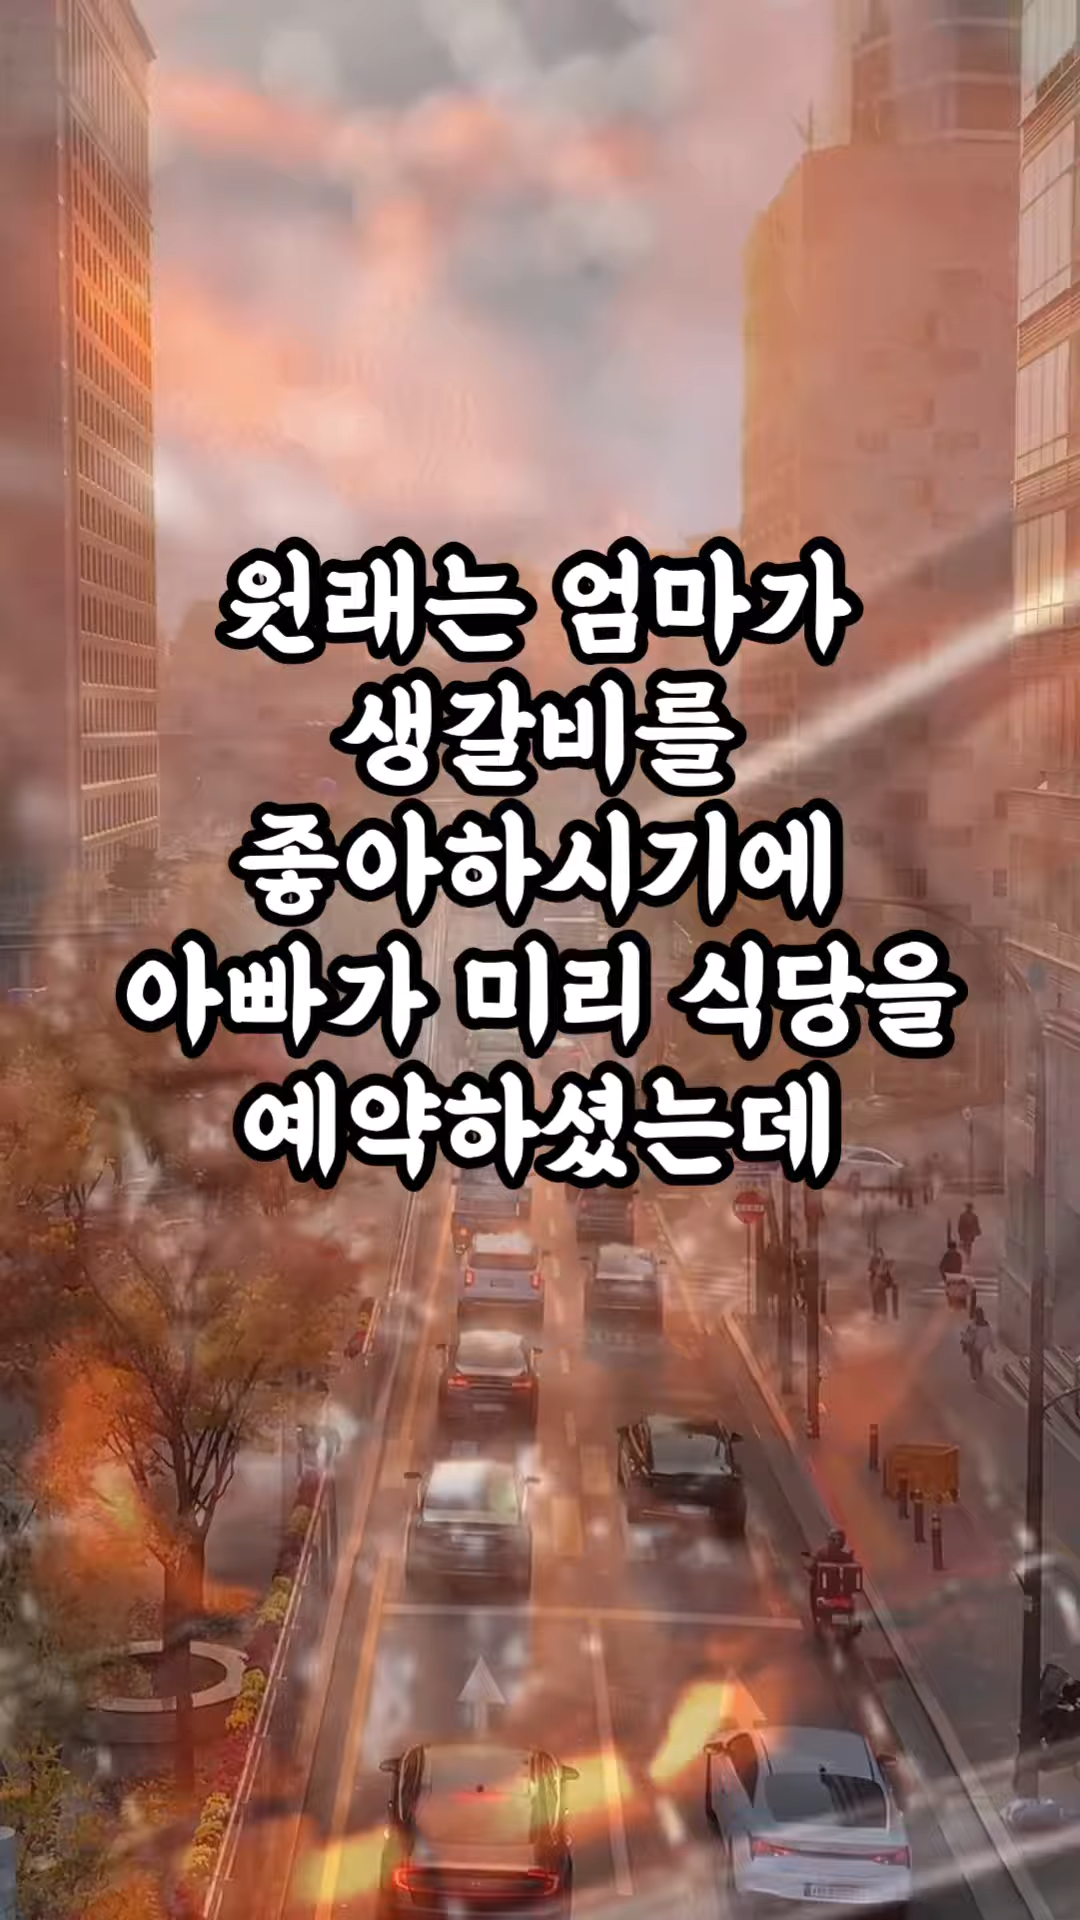 원래는 엄마가
생갈비를
좋아하시기에
아빠가 미리 식당을
예약하셨는데